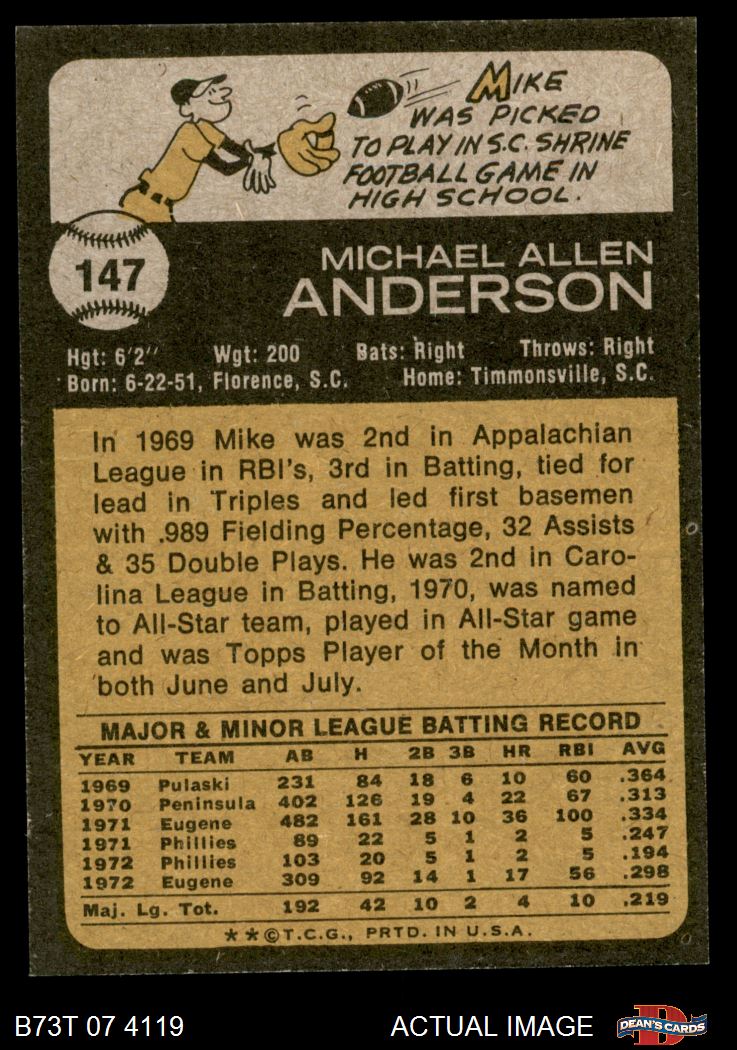 MIKE
WAS PICKED
TO PLAY IN S.C. SHRINE
FOOTBALL GAME IN
HIGH SCHOOL.
147
MICHAEL ALLEN
ANDERSON
Hgt: 6'2" Wgt: 200 Bats: Right Throws: Right
Born: 6-22-51, Florence, S.C. Home: Timmonsville, S.C.
In 1969 Mike was 2nd in Appalachian
League in RBI's, 3rd in Batting, tied for
lead in Triples and led first basemen
with .989 Fielding Percentage, 32 Assists
& 35 Double Plays. He was 2nd in Caro-
lina League in Batting, 1970, was named
to All-Star team, played in All-Star game
and was Topps Player of the Month in
both June and July.
MAJOR & MINOR LEAGUE BATTING RECORD
YEAR TEAM AB H 2B 3B HR RBI AVG
1969 Pulaski 231 84 18 6 10 60 .364
1970 Peninsula 402 126 19 4 22 67 .313
1971 Eugene 482 161 28 10 36 100 .334
1971 Phillies 89 22 5 1 2 5 .247
1972 Phillies 103 20 5 1 2 5 .194
1972 Eugene 309 92 14 1 17 56 .298
Maj. Lg. Tot. 192 42 10 2 4 10 .219
**©T.C.G., PRTD. IN U.S.A.
B73T 07 4119 ACTUAL IMAGE D DEAN'S CARDS